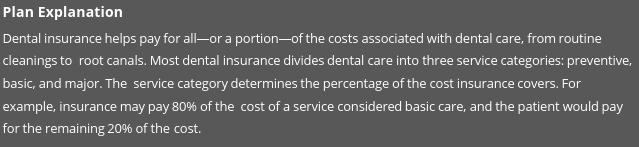 Plan Explanation
Dental insurance helps pay for all—or a portion—of the costs associated with dental care, from routine
cleanings to  root canals. Most dental insurance divides dental care into three service categories: preventive,
basic, and major. The  service category determines the percentage of the cost insurance covers. For
example, insurance may pay 80% of the  cost of a service considered basic care, and the patient would pay
for the remaining 20% of the cost.